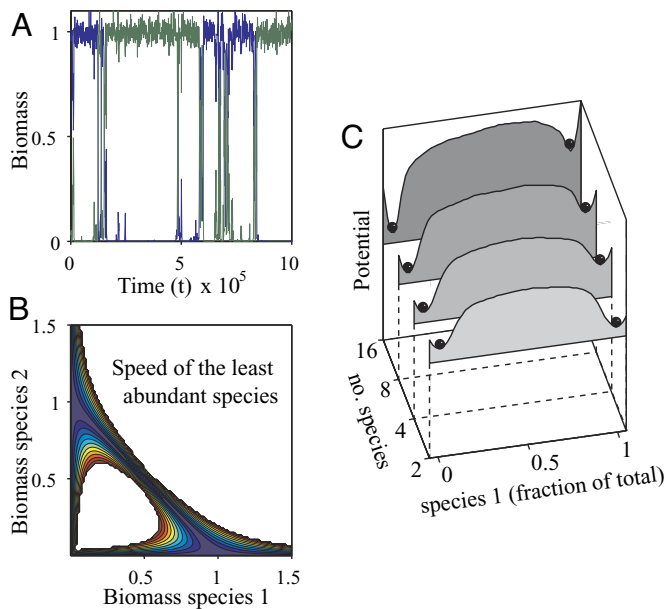 A
1
0.5
0
Biomass
0
5
10
Time (t) x 10⁵
B
1.5
1
0.5
Biomass species 2
Speed of the least
abundant species
0.5
1
1.5
Biomass species 1
C
Potential
16
8
4
2
no. species
0
0.5
1
species 1 (fraction of total)